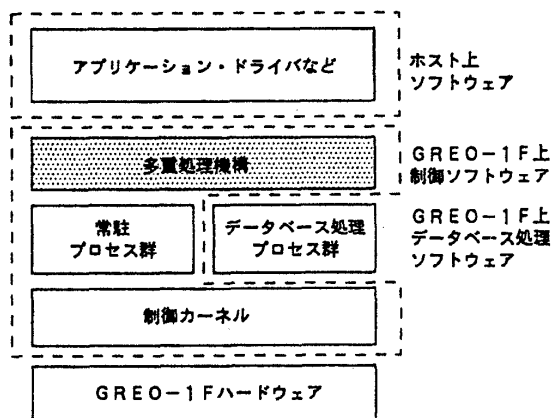 アプリケーション・ドライバなど
ホスト上
ソフトウェア
多重処理機構
GREO-1F上
制御ソフトウェア
常駐
プロセス群
データベース処理
プロセス群
GREO-1F上
データベース処理
ソフトウェア
制御カーネル
GREO-1Fハードウェア